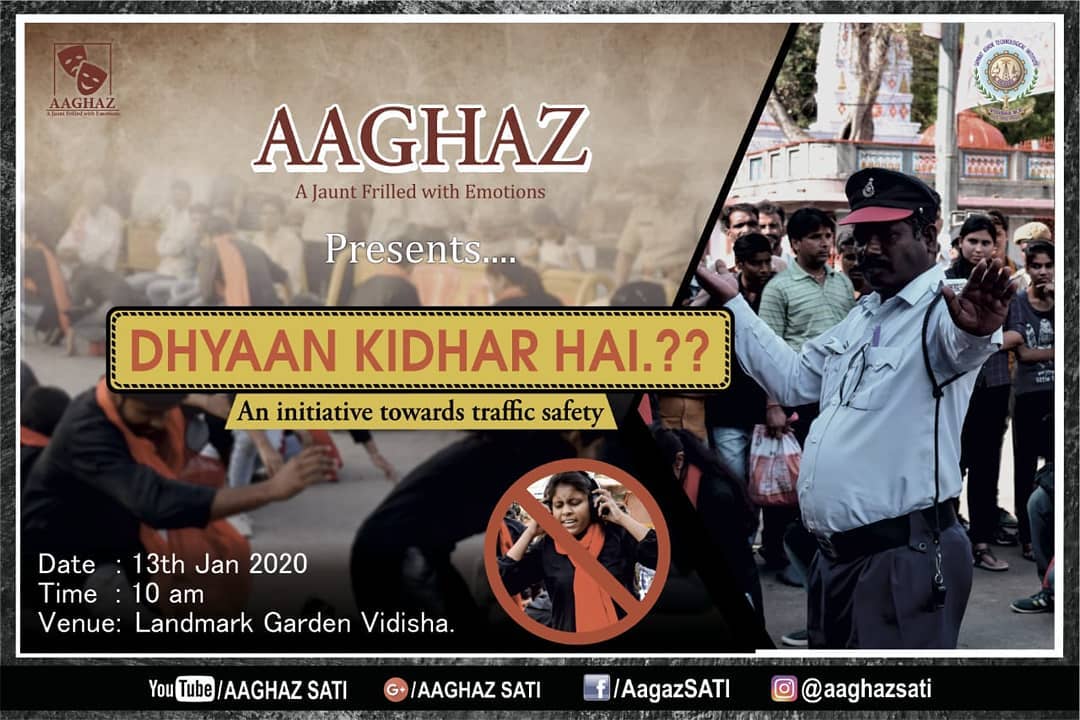 AAGHAZ
A Jaunt Frilled with Emotions
AAGHAZ
A Jaunt Frilled with Emotions
Presents....
DHYAAN KIDHAR HAI.??
An initiative towards traffic safety
Date : 13th Jan 2020
Time : 10 am
Venue: Landmark Garden Vidisha.
YouTube/AAGHAZ SATI G+/AAGHAZ SATI f/AagazSATI @aaghazsati